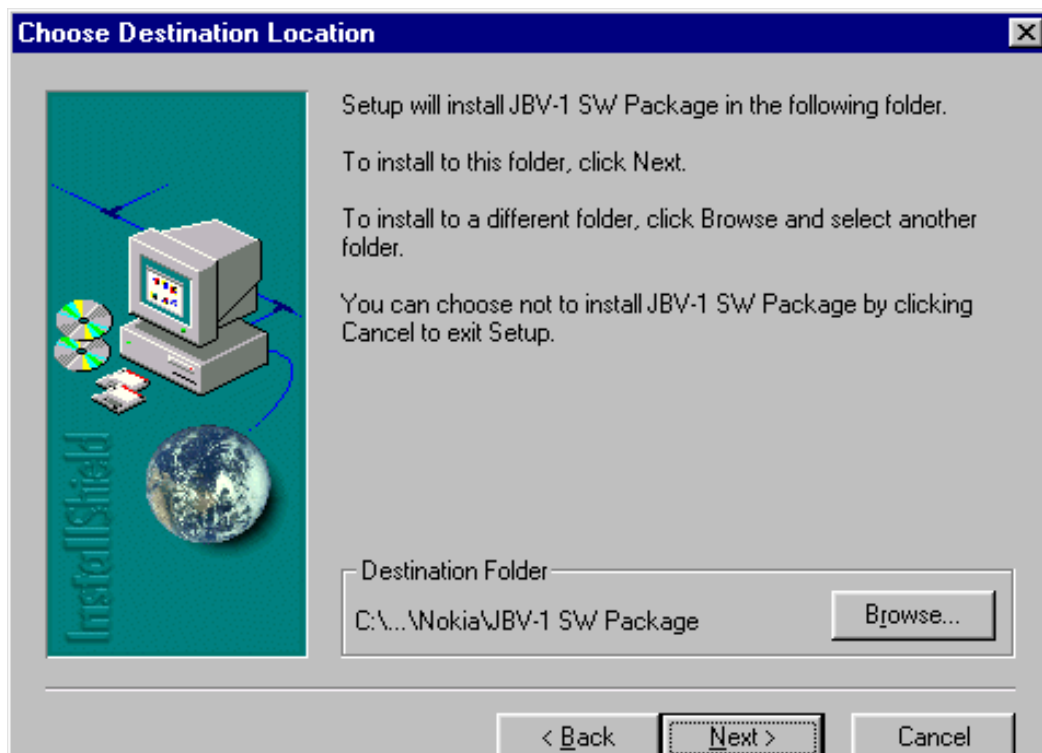 Choose Destination Location
Setup will install JBV-1 SW Package in the following folder.
To install to this folder, click Next.
To install to a different folder, click Browse and select another
folder.
You can choose not to install JBV-1 SW Package by clicking
Cancel to exit Setup.
InstallShield
Destination Folder
C:\...\Nokia\JBV-1 SW Package
Browse...
< Back
Next >
Cancel